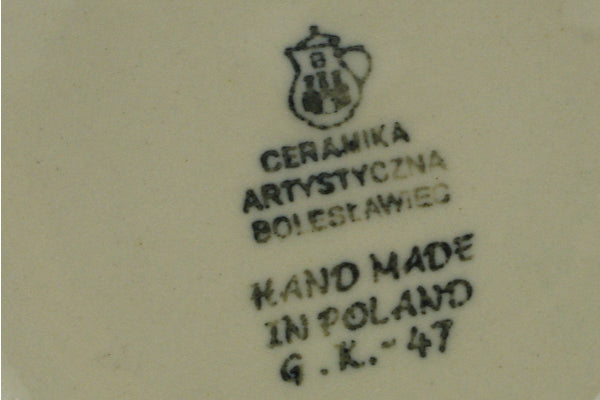 CERAMIKA
ARTYSTYCZNA
BOLESŁAWIEC
HAND MADE
IN POLAND
G.K.-47